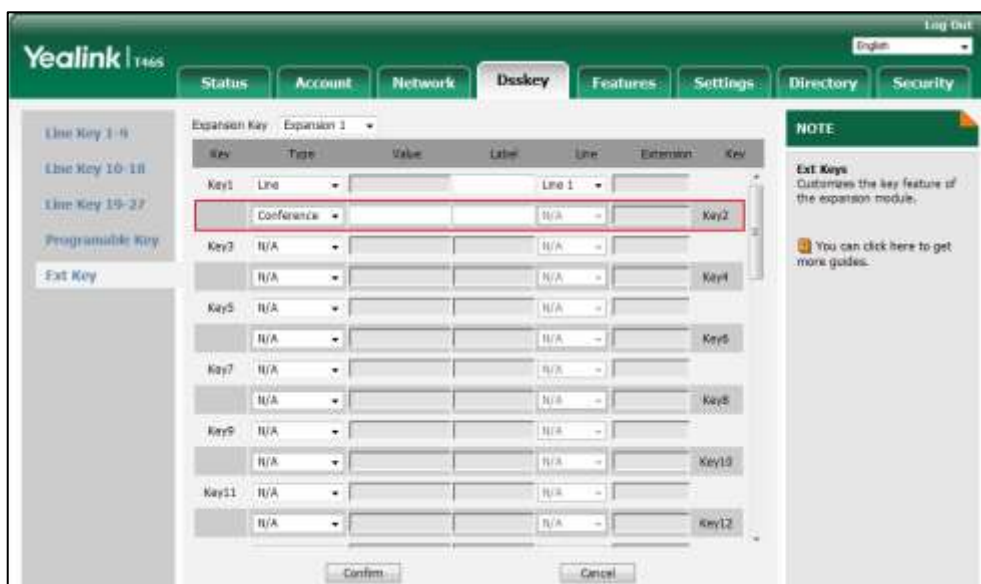 Log Out
Yealink T46S
English
Status Account Network Dsskey Features Settings Directory Security
Line Key 1-9
Line Key 10-18
Line Key 19-27
Programable Key
Ext Key
Expansion Key Expansion 1
Key Type Value Label Line Extension Key
Key1 Line Line 1
Conference N/A Key2
Key3 N/A N/A
N/A N/A Key4
Key5 N/A N/A
N/A N/A Key6
Key7 N/A N/A
N/A N/A Key8
Key9 N/A N/A
N/A N/A Key10
Key11 N/A N/A
N/A N/A Key12
Confirm Cancel
NOTE
Ext Keys
Customizes the key feature of
the expansion module.
You can click here to get
more guides.